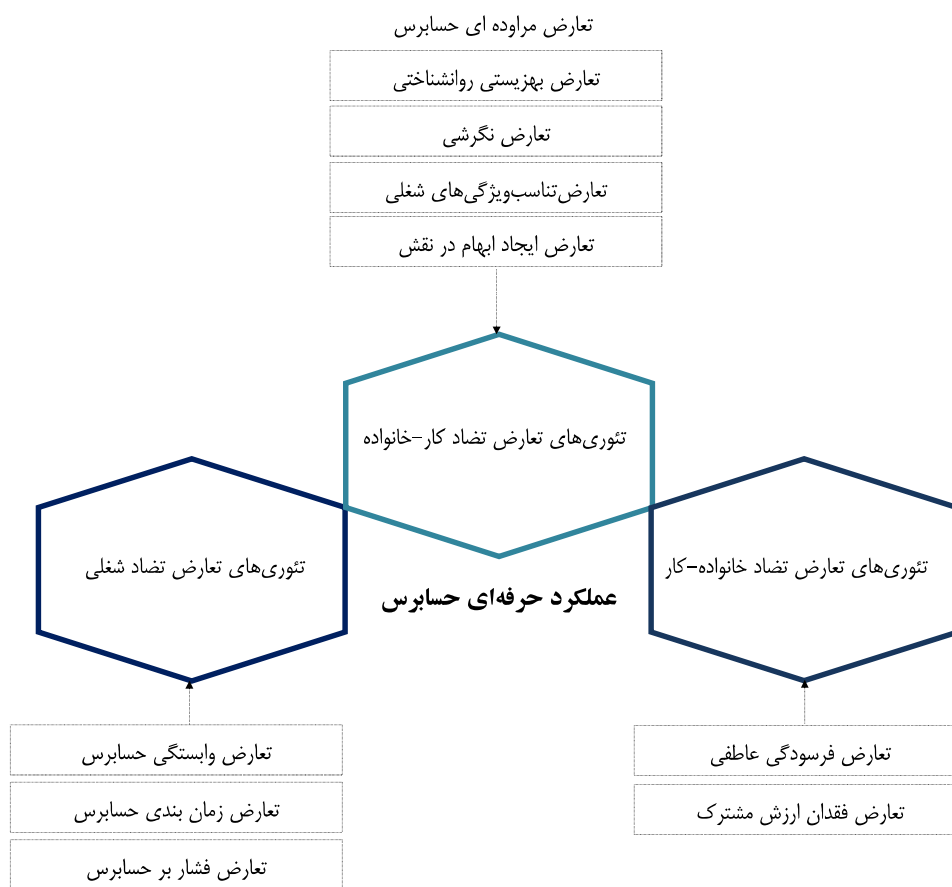 تعارض مراوده ای حسابرس
تعارض بهزیستی روانشناختی
تعارض نگرشی
تعارض‌تناسب‌ویژگی‌های شغلی
تعارض ایجاد ابهام در نقش
تئوری‌های تعارض تضاد کار-خانواده
تئوری‌های تعارض تضاد خانواده-کار
تئوری‌های تعارض تضاد شغلی
عملکرد حرفه‌ای حسابرس
تعارض فرسودگی عاطفی
تعارض فقدان ارزش مشترک
تعارض وابستگی حسابرس
تعارض زمان بندی حسابرس
تعارض فشار بر حسابرس